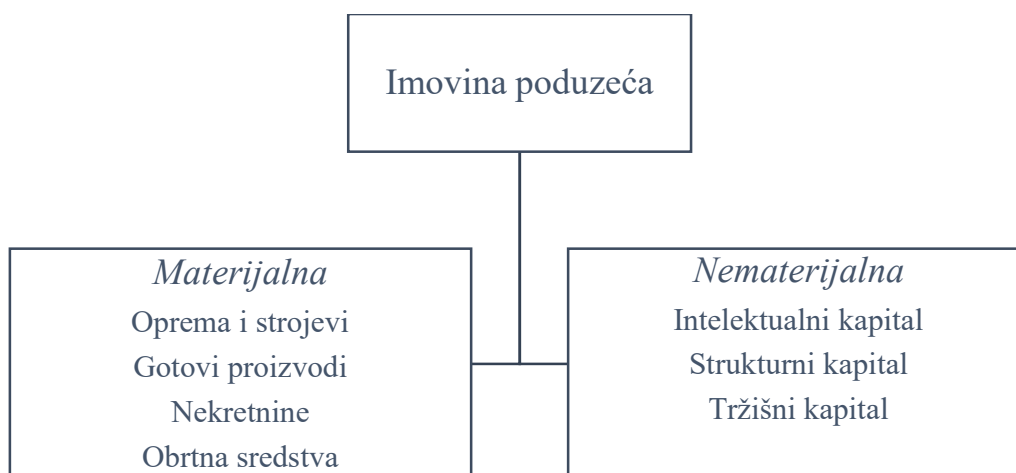 Imovina poduzeća
Materijalna
Oprema i strojevi
Gotovi proizvodi
Nekretnine
Obrtna sredstva
Nematerijalna
Intelektualni kapital
Strukturni kapital
Tržišni kapital